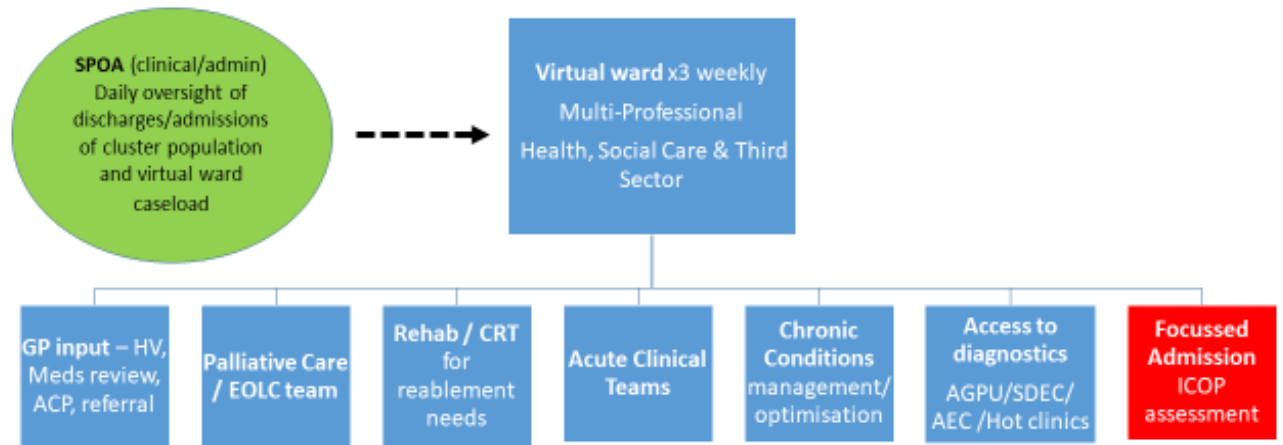 SPOA (clinical/admin)
Daily oversight of
discharges/admissions
of cluster population
and virtual ward
caseload
Virtual ward x3 weekly
Multi-Professional
Health, Social Care & Third
Sector
GP input – HV,
Meds review,
ACP, referral
Palliative Care
/ EOLC team
Rehab / CRT
for
reablement
needs
Acute Clinical
Teams
Chronic
Conditions
management/
optimisation
Access to
diagnostics
AGPU/SDEC/
AEC /Hot clinics
Focussed
Admission
ICOP
assessment